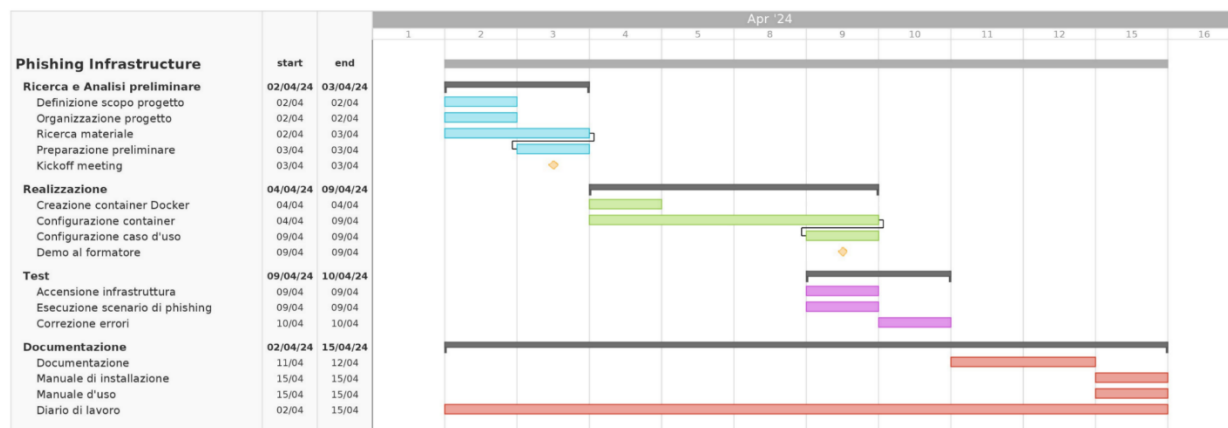 Apr '24
1 2 3 4 5 8 9 10 11 12 15 16
Phishing Infrastructure start end
Ricerca e Analisi preliminare 02/04/24 03/04/24
Definizione scopo progetto 02/04 02/04
Organizzazione progetto 02/04 02/04
Ricerca materiale 02/04 03/04
Preparazione preliminare 03/04 03/04
Kickoff meeting 03/04 03/04
Realizzazione 04/04/24 09/04/24
Creazione container Docker 04/04 04/04
Configurazione container 04/04 09/04
Configurazione caso d'uso 09/04 09/04
Demo al formatore 09/04 09/04
Test 09/04/24 10/04/24
Accensione infrastruttura 09/04 09/04
Esecuzione scenario di phishing 09/04 09/04
Correzione errori 10/04 10/04
Documentazione 02/04/24 15/04/24
Documentazione 11/04 12/04
Manuale di installazione 15/04 15/04
Manuale d'uso 15/04 15/04
Diario di lavoro 02/04 15/04